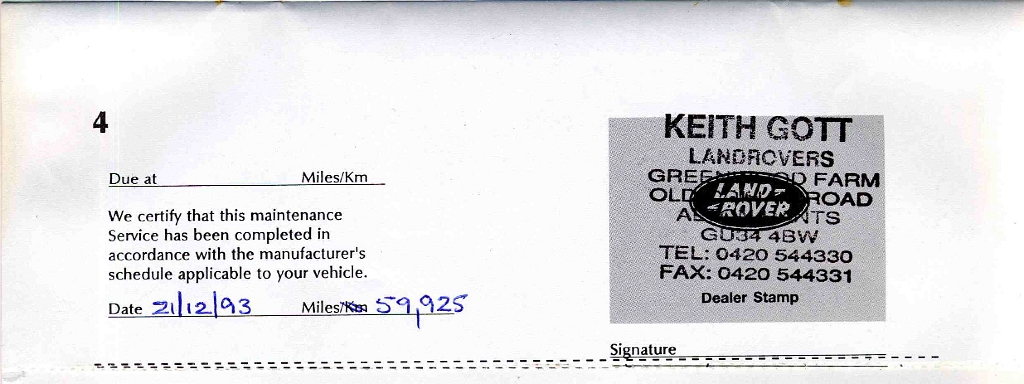 4
Due at Miles/Km
We certify that this maintenance
Service has been completed in
accordance with the manufacturer's
schedule applicable to your vehicle.
Date 21/12/93 Miles/Km 59,925
KEITH GOTT
LANDROVERS
FARM
OLD ROAD
LAND-
ROVER
GU34 4BW
TEL: 0420 544330
FAX: 0420 544331
Dealer Stamp
Signature